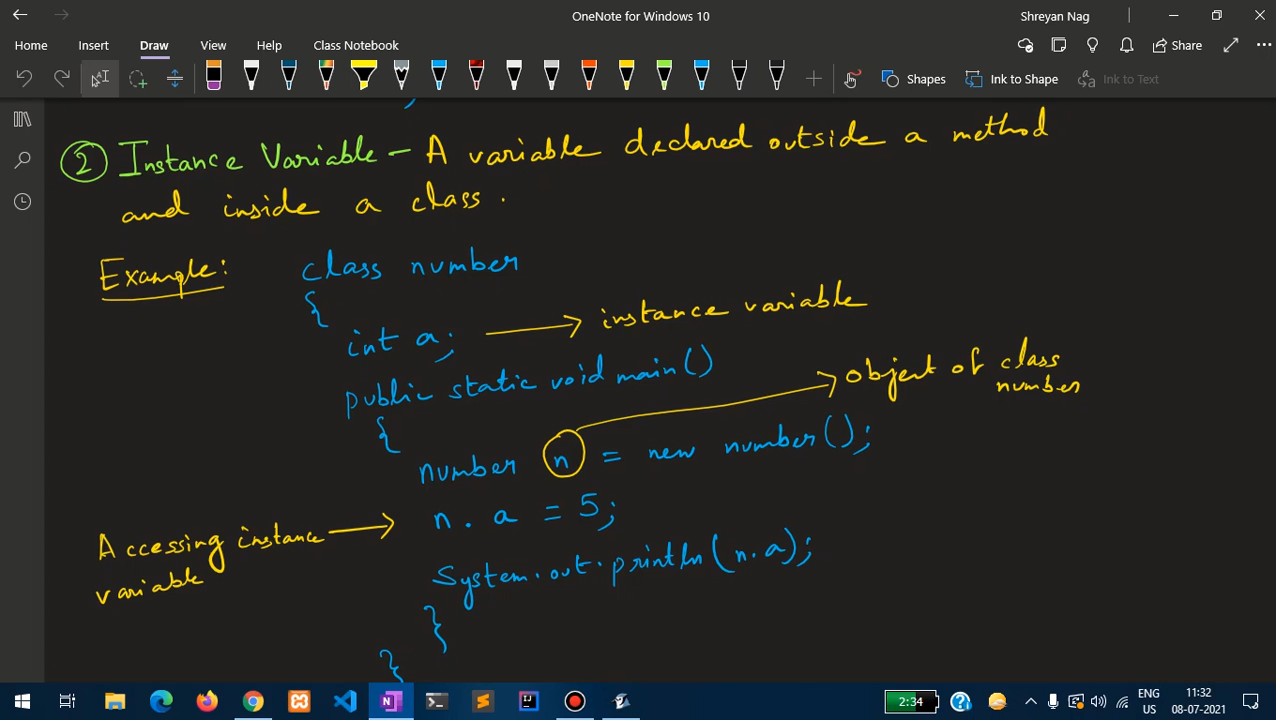 OneNote for Windows 10
Shreyan Nag
Home Insert Draw View Help Class Notebook
Share
Shapes Ink to Shape Ink to Text
② Instance Variable - A variable declared outside a method
and inside a class.
Example:
class number
{
int a; → instance variable
public static void main()
{
object of class
number
number n = new number();
n. a = 5;
Accessing instance →
variable
System.out.println(n.a);
}
}
2:34
ENG 11:32
US 08-07-2021